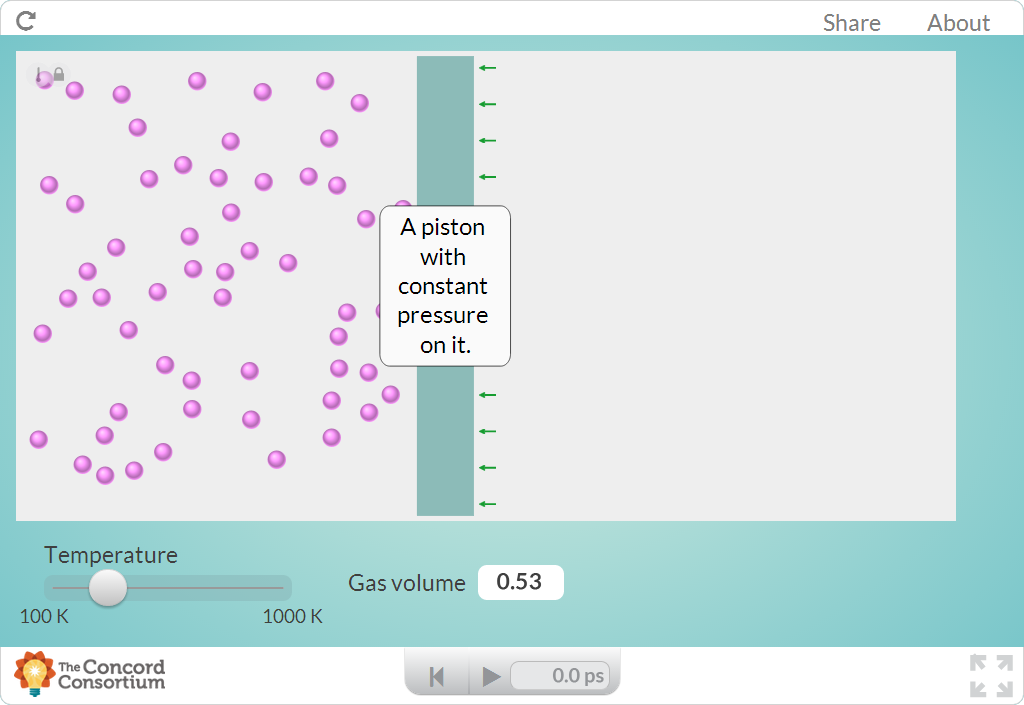 Share About
A piston
with
constant
pressure
on it.
Temperature
100 K 1000 K
Gas volume 0.53
The Concord
Consortium
0.0 ps